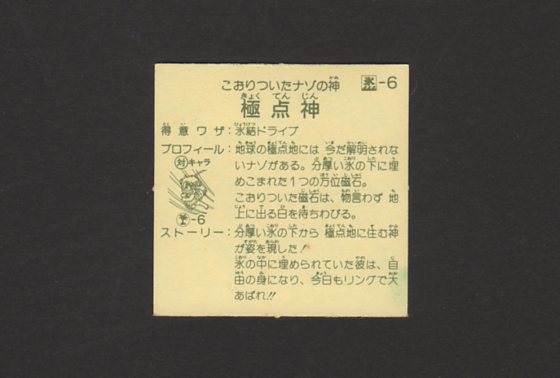 こおりついたナゾの神 氷-6
極点神
得意ワザ:氷結ドライブ
プロフィール:地球の極点地には 今だ解明されな
いナゾがある。分厚い氷の下に埋
めこまれた1つの万位磁石。
こおりついた磁石は、物言わず 地
上に出る日を待ちわびる。
対キャラ
-6
ストーリー:分厚い氷の下から 極点地に住む神
が姿を現した!
氷の中に埋められていた彼は、自
由の身になり、今日もリングで大
あばれ!!